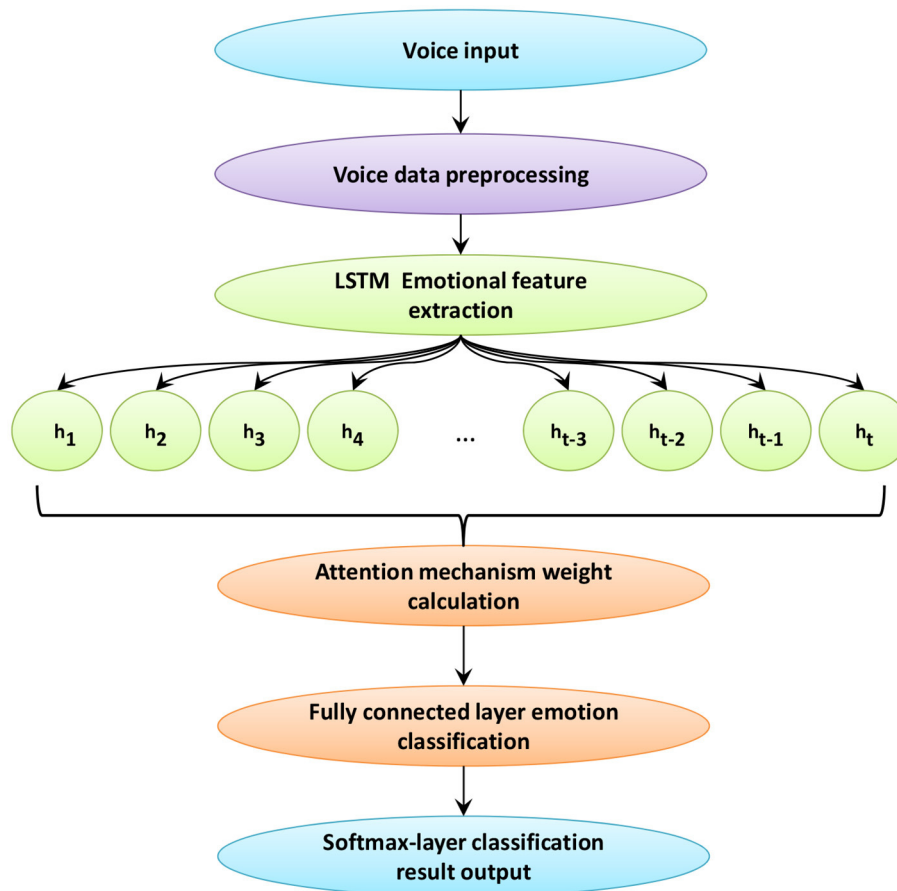 Voice input
Voice data preprocessing
LSTM  Emotional feature
extraction
h1 h2 h3 h4 ... ht-3 ht-2 ht-1 ht
Attention mechanism weight
calculation
Fully connected layer emotion
classification
Softmax-layer classification
result output